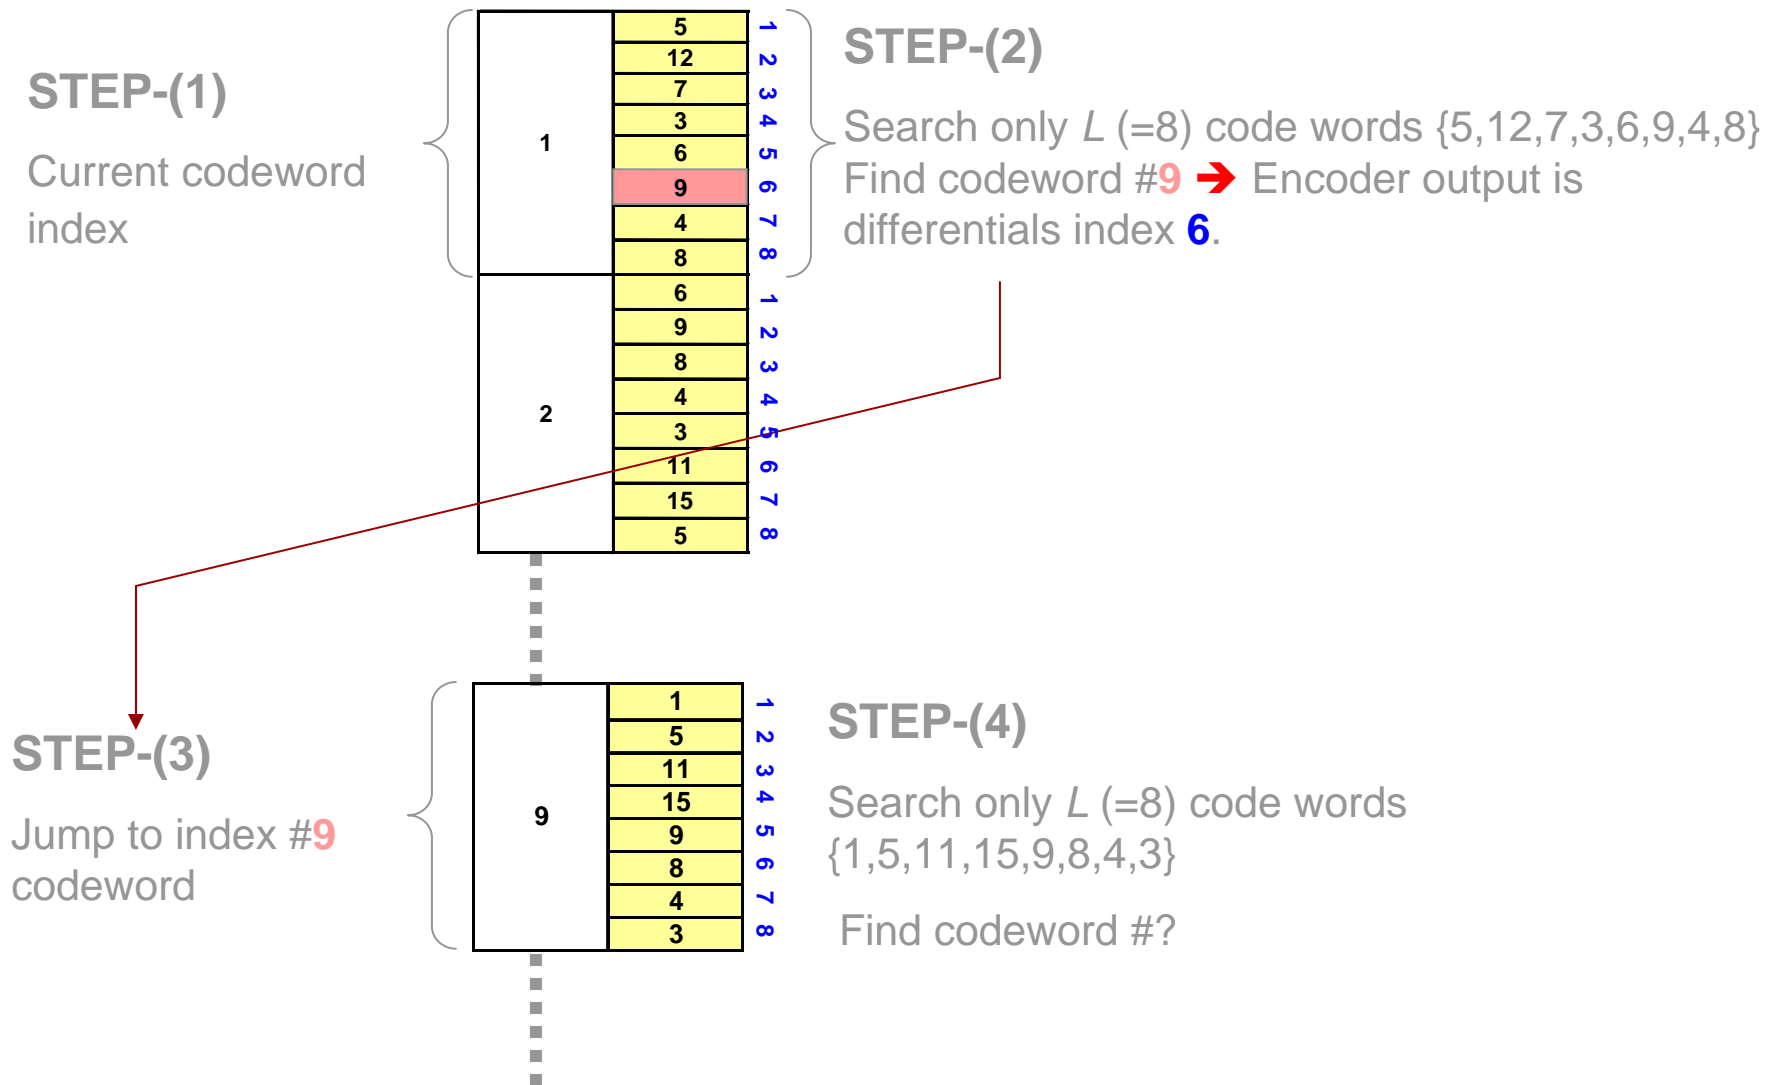 STEP-(1)
Current codeword
index
1
5 1
12 2
7 3
3 4
6 5
9 6
4 7
8 8
STEP-(2)
Search only L (=8) code words {5,12,7,3,6,9,4,8}
Find codeword #9 ➔ Encoder output is
differentials index 6.
2
6 1
9 2
8 3
4 4
3 5
11 6
15 7
5 8
STEP-(3)
Jump to index #9
codeword
9
1 1
5 2
11 3
15 4
9 5
8 6
4 7
3 8
STEP-(4)
Search only L (=8) code words
{1,5,11,15,9,8,4,3}
Find codeword #?